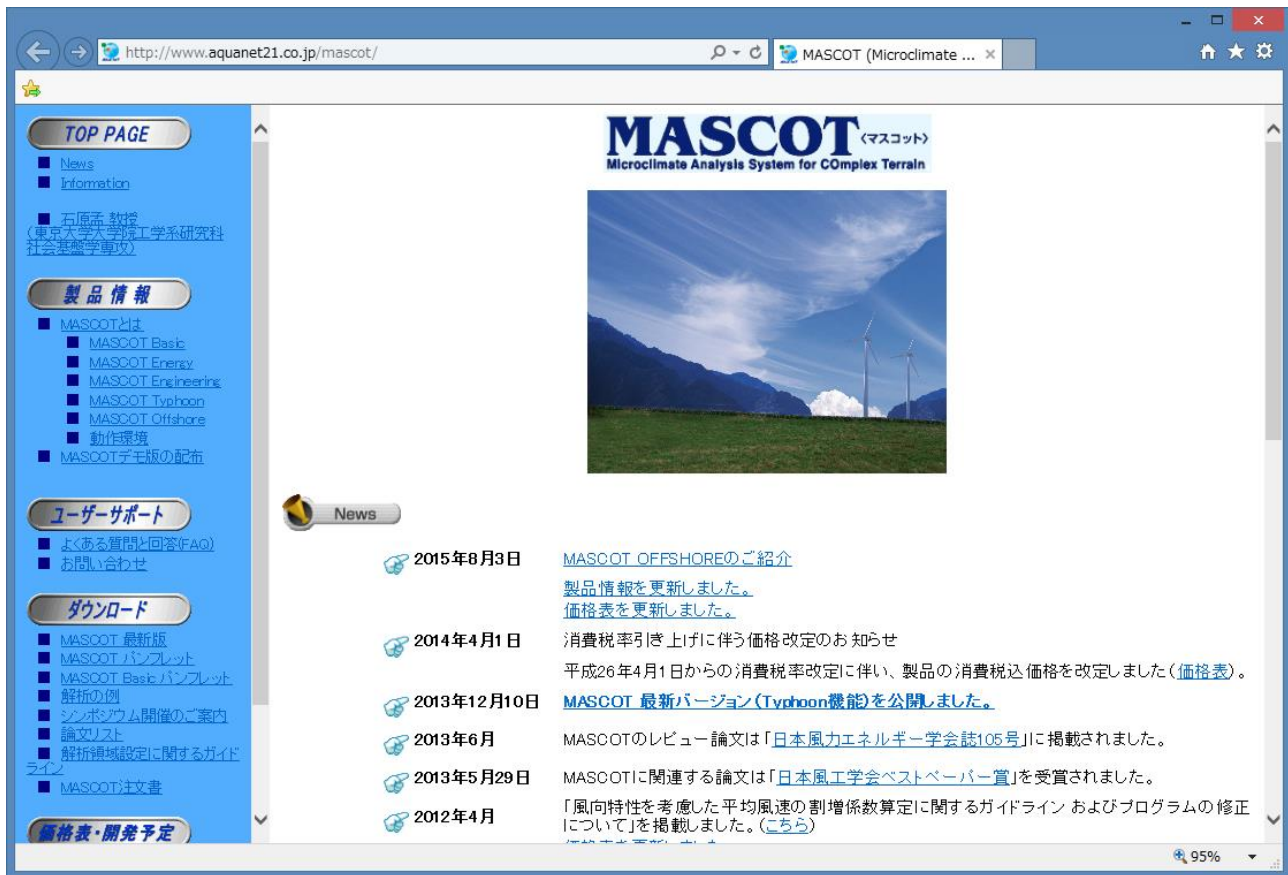 http://www.aquanet21.co.jp/mascot/
MASCOT (Microclimate ...
TOP PAGE
News
Information
石原孟 教授
(東京大学大学院工学系研究科
社会基盤学専攻)
製品情報
MASCOTとは
MASCOT Basic
MASCOT Energy
MASCOT Engineering
MASCOT Typhoon
MASCOT Offshore
動作環境
MASCOTデモ版の配布
ユーザーサポート
よくある質問と回答(FAQ)
お問い合わせ
ダウンロード
MASCOT 最新版
MASCOT パンフレット
MASCOT Basic パンフレット
解析の例
シンポジウム開催のご案内
論文リスト
解析領域設定に関するガイド
ライン
MASCOT注文書
価格表・開発予定
MASCOT〈マスコット〉
Microclimate Analysis System for COmplex Terrain
News
2015年8月3日 MASCOT OFFSHOREのご紹介
製品情報を更新しました。
価格表を更新しました。
2014年4月1日 消費税率引き上げに伴う価格改定のお知らせ
平成26年4月1日からの消費税率改定に伴い、製品の消費税込価格を改定しました(価格表)。
2013年12月10日 MASCOT 最新バージョン(Typhoon機能)を公開しました。
2013年6月 MASCOTのレビュー論文は「日本風力エネルギー学会誌105号」に掲載されました。
2013年5月29日 MASCOTに関連する論文は「日本風工学会ベストペーパー賞」を受賞されました。
2012年4月 「風向特性を考慮した平均風速の割増係数算定に関するガイドライン およびプログラムの修正
について」を掲載しました。(こちら)
95%